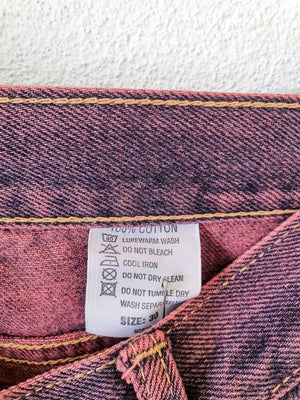 100% COTTON
LUKEWARM WASH
DO NOT BLEACH
COOL IRON
DO NOT DRY CLEAN
DO NOT TUMBLE DRY
WASH SEPARATELY
SIZE: 30